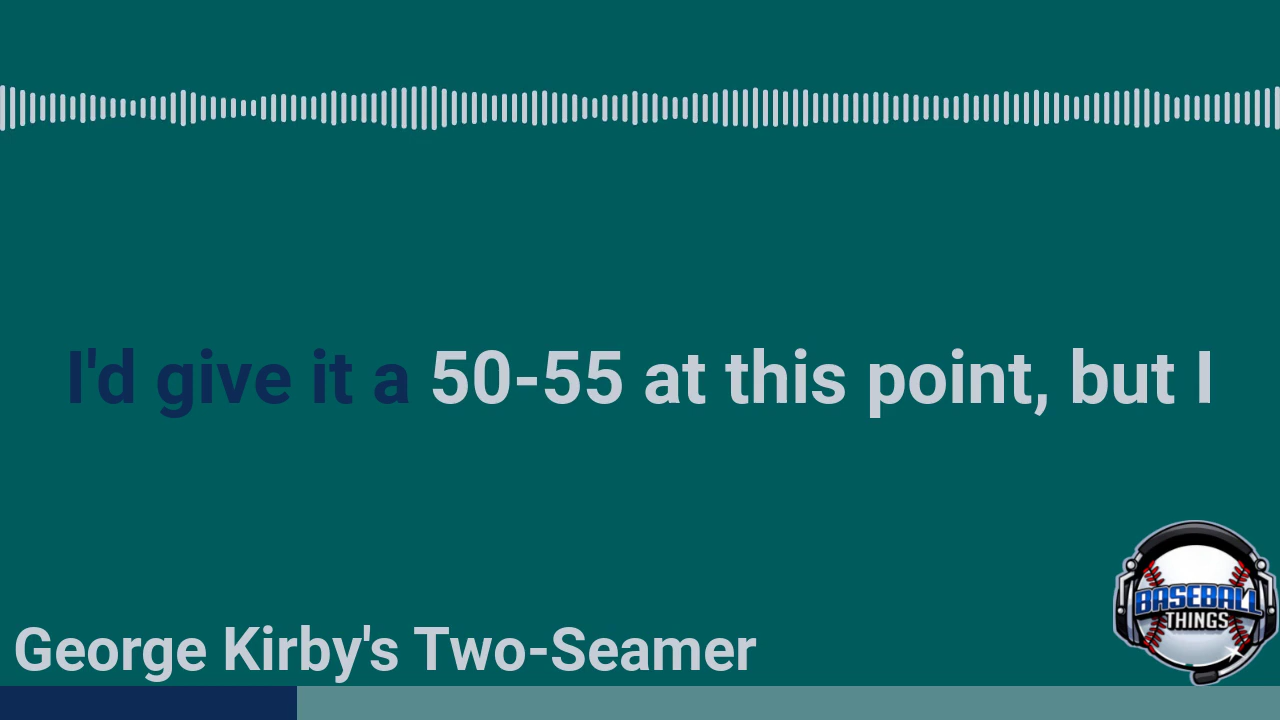 I'd give it a 50-55 at this point, but I
BASEBALL
THINGS
George Kirby's Two-Seamer